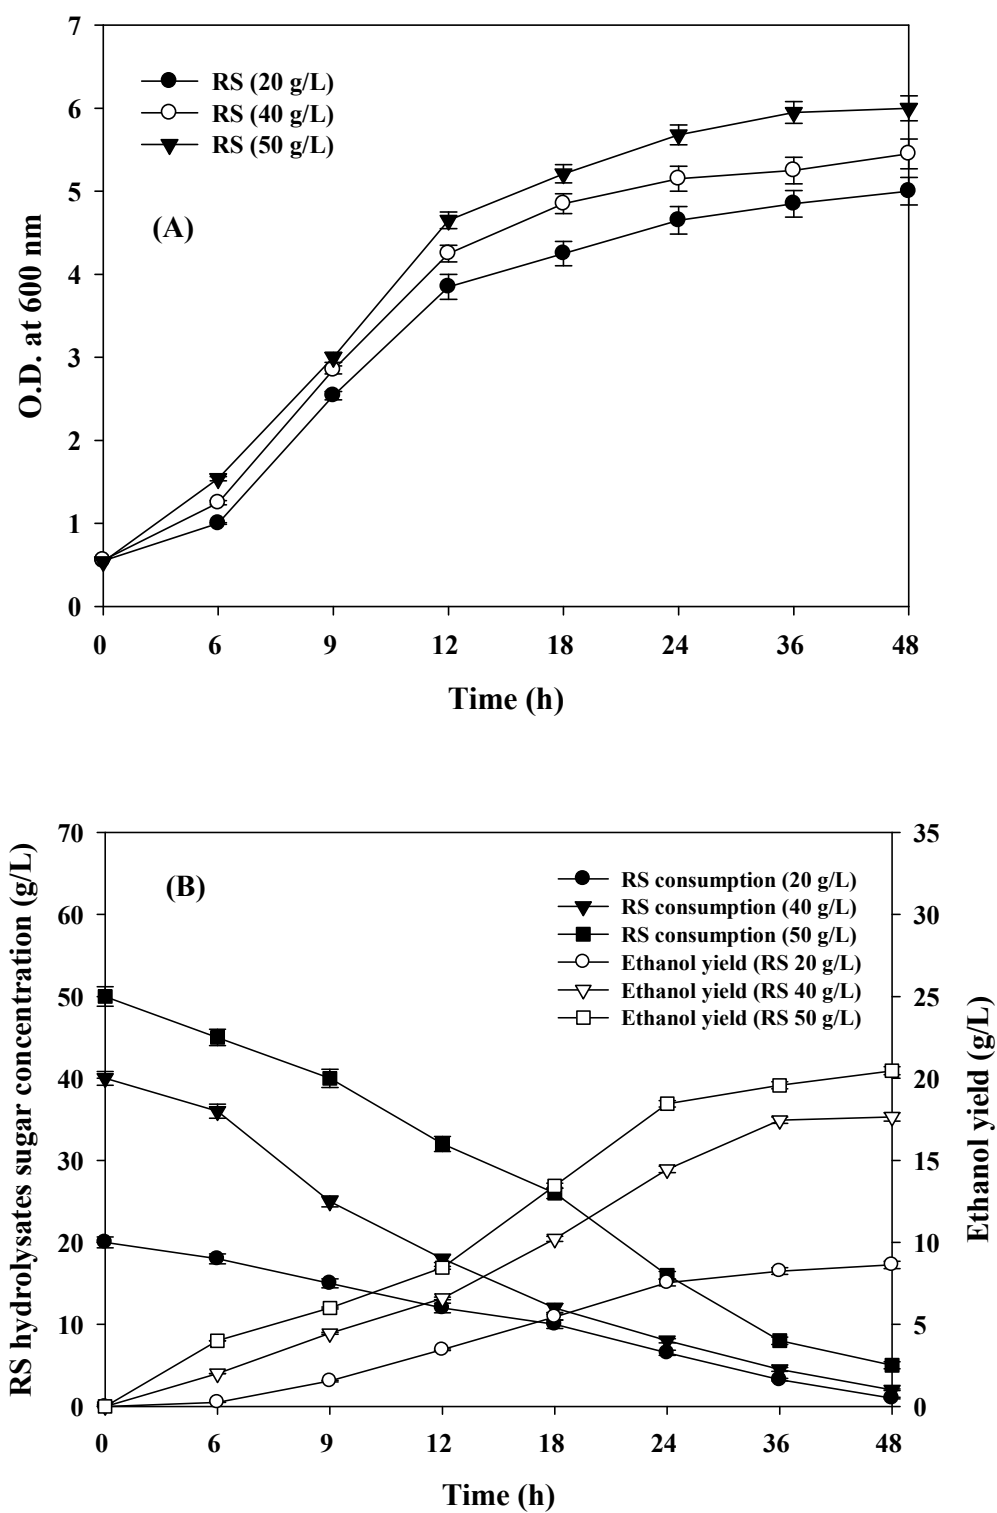 7
RS (20 g/L)
RS (40 g/L)
RS (50 g/L)
6
5
(A)
4
3
2
1
0
O.D. at 600 nm
0 6 9 12 18 24 36 48
Time (h)
70 35
(B)
RS consumption (20 g/L)
RS consumption (40 g/L)
RS consumption (50 g/L)
Ethanol yield (RS 20 g/L)
Ethanol yield (RS 40 g/L)
Ethanol yield (RS 50 g/L)
60 30
50 25
40 20
30 15
20 10
10 5
0 0
RS hydrolysates sugar concentration (g/L)
Ethanol yield (g/L)
0 6 9 12 18 24 36 48
Time (h)